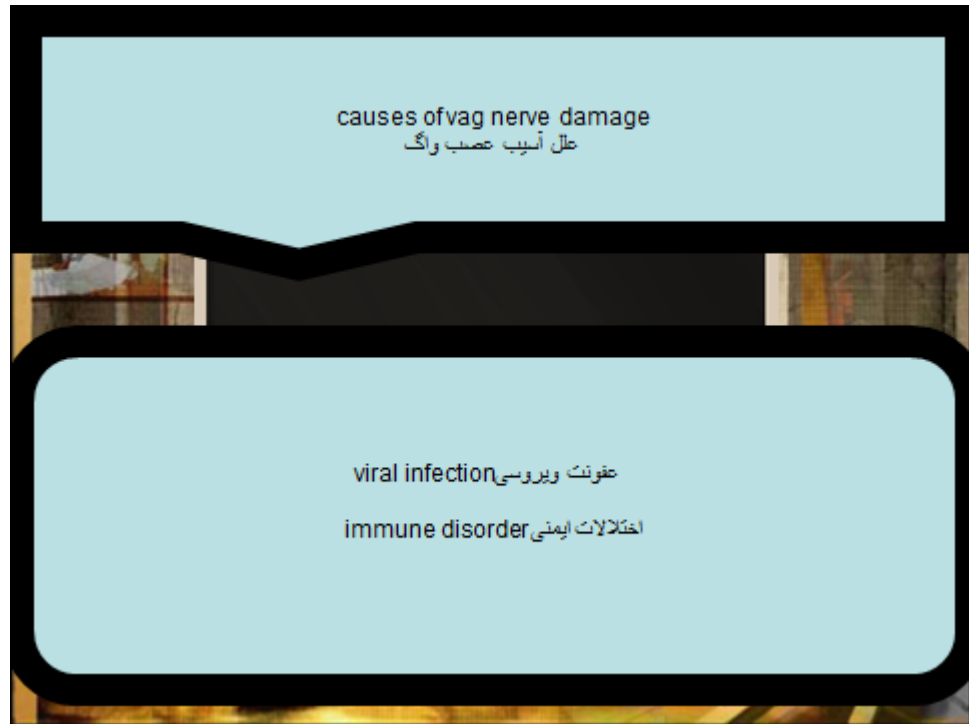 causes ofvag nerve damage
علل آسیب عصب واگ
viral infectionعفونت ویروسی
immune disorderاختلالات ایمنی